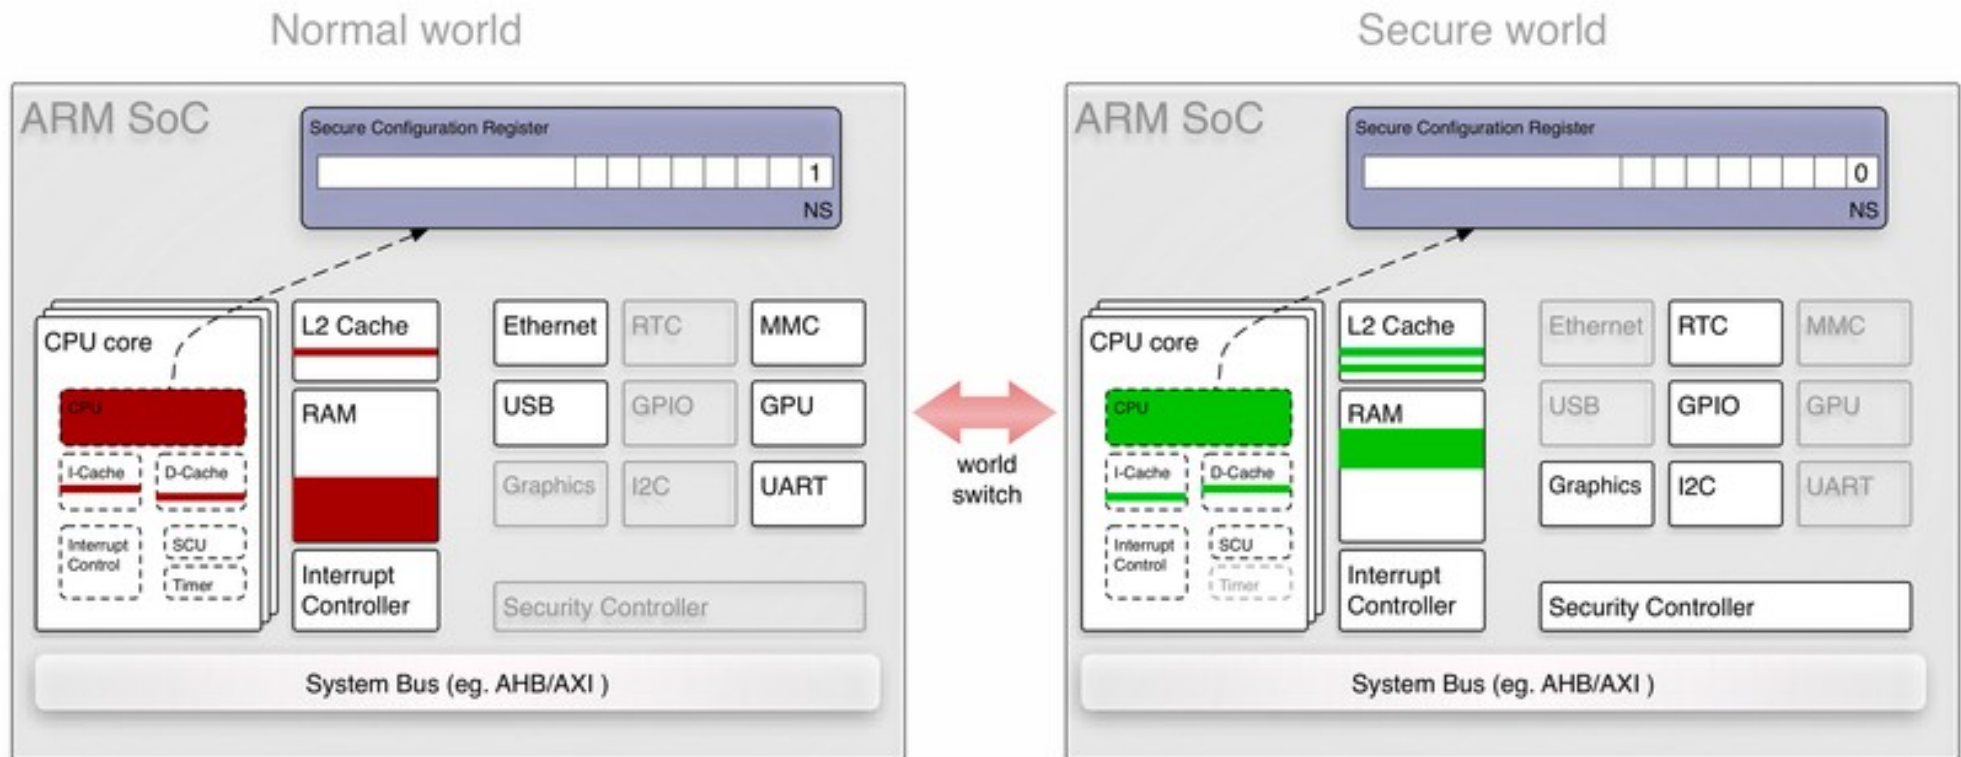 Normal world
Secure world
ARM SoC
Secure Configuration Register
1
NS
CPU core
CPU
I-Cache
D-Cache
Interrupt
Control
SCU
Timer
L2 Cache
RAM
Interrupt
Controller
Ethernet
RTC
MMC
USB
GPIO
GPU
Graphics
I2C
UART
Security Controller
System Bus (eg. AHB/AXI )
world
switch
ARM SoC
Secure Configuration Register
0
NS
CPU core
CPU
I-Cache
D-Cache
Interrupt
Control
SCU
Timer
L2 Cache
RAM
Interrupt
Controller
Ethernet
RTC
MMC
USB
GPIO
GPU
Graphics
I2C
UART
Security Controller
System Bus (eg. AHB/AXI )